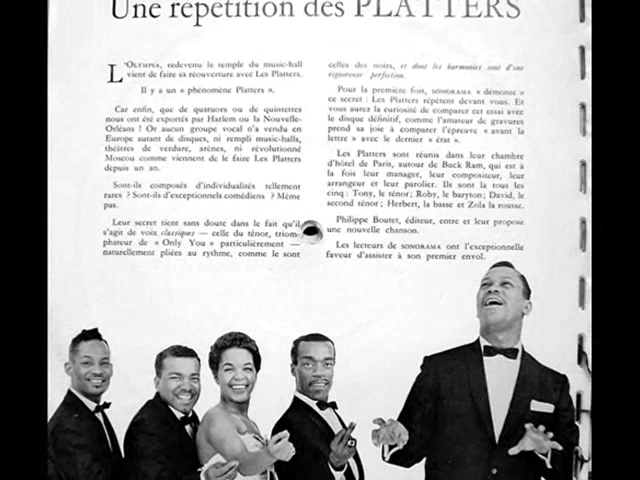 Une répétition des PLATTERS
L'OLYMPIA, redevenu le temple du music-hall
vient de faire sa réouverture avec Les Platters.
Il y a un « phénomène Platters ».
Car enfin, que de quatuors ou de quintettes
nous ont été exportés par Harlem ou la Nouvelle-
Orléans ! Or aucun groupe vocal n'a vendu en
Europe autant de disques, ni rempli music-halls,
théâtres de verdure, arènes, ni révolutionné
Moscou comme viennent de le faire Les Platters
depuis un an.
Sont-ils composés d'individualités tellement
rares ? Sont-ils d'exceptionnels comédiens ? Même
pas.
Leur secret tient sans doute dans le fait qu'il
s'agit de voix classiques — celle du ténor, triom-
phateur de « Only You » particulièrement —
naturellement pliées au rythme, comme le sont
celles des noirs, et dont les harmonies sont d'une
rigoureuse perfection.
Pour la première fois, SONORAMA « démonte »
ce secret : Les Platters répètent devant vous. Et
vous aurez la curiosité de comparer cet essai avec
le disque définitif, comme l'amateur de gravures
prend sa joie à comparer l'épreuve « avant la
lettre » avec le dernier « état ».
Les Platters sont réunis dans leur chambre
d'hôtel de Paris, autour de Buck Ram, qui est à
la fois leur manager, leur compositeur, leur
arrangeur et leur parolier. Ils sont là tous les
cinq : Tony, le ténor; Roby, le baryton; David, le
second ténor ; Herbert, la basse et Zola la rousse.
Philippe Boutet, éditeur, entre et leur propose
une nouvelle chanson.
Les lecteurs de SONORAMA ont l'exceptionnelle
faveur d'assister à son premier envol.